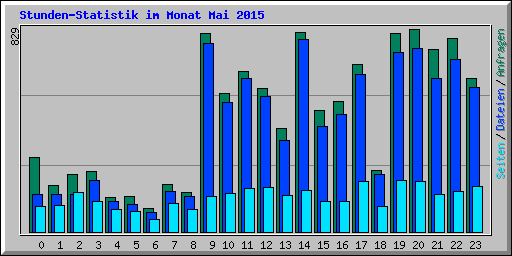 Stunden-Statistik im Monat Mai 2015
829
Seiten/Dateien/Anfragen
0 1 2 3 4 5 6 7 8 9 10 11 12 13 14 15 16 17 18 19 20 21 22 23